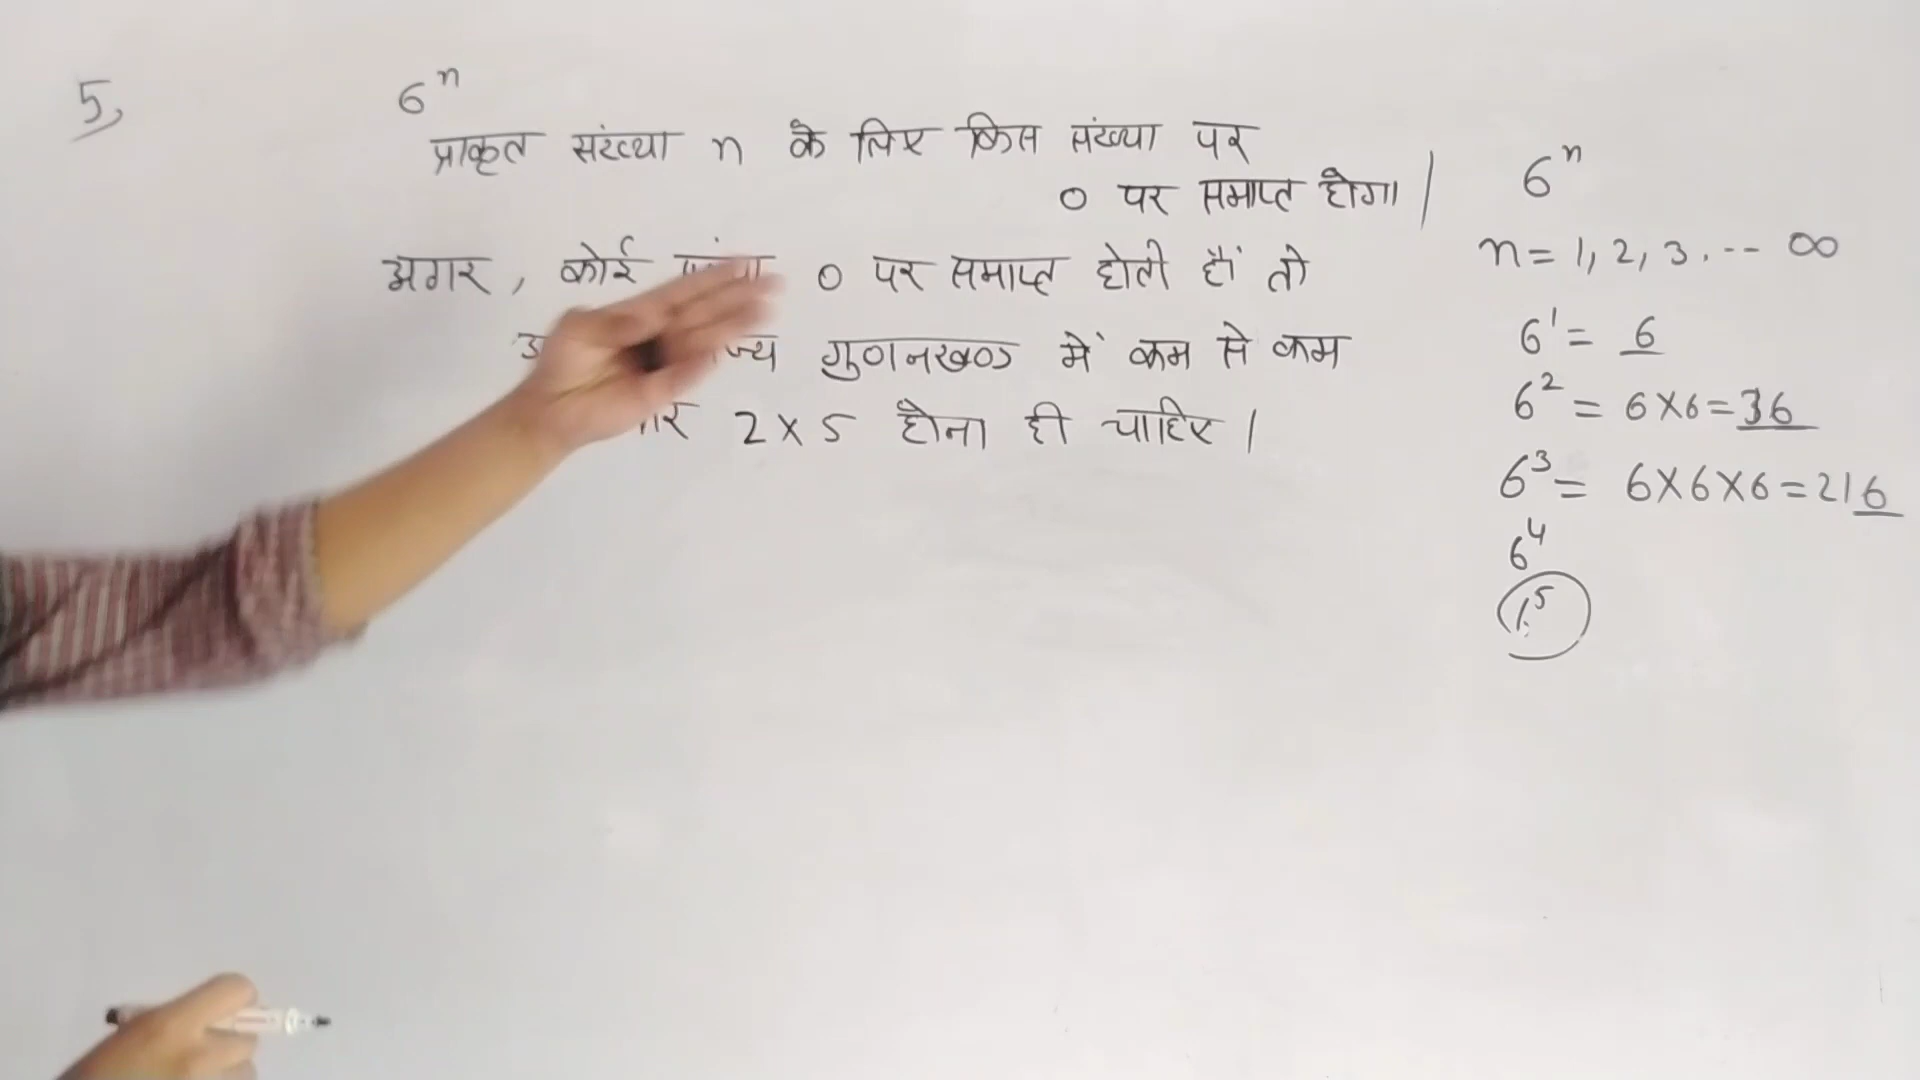 5,
6ⁿ
प्राकृत संख्या n के लिए किस संख्या पर
0 पर समाप्त होगा।
अगर, कोई 0 पर समाप्त होती हैं तो
गुणनखण्ड में कम से कम
2 x 5 होना ही चाहिए।
6ⁿ
n = 1, 2, 3, -- ∞
6¹ = 6
6² = 6x6 = 36
6³ = 6x6x6 = 216
6⁴